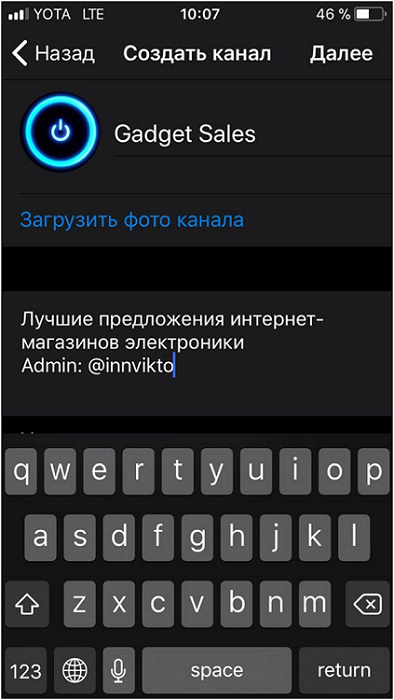 YOTA LTE 10:07 46 %
Назад Создать канал Далее
Gadget Sales
Загрузить фото канала
Лучшие предложения интернет-
магазинов электроники
Admin: @innvikto
q w e r t y u i o p
a s d f g h j k l
z x c v b n m
123 space return